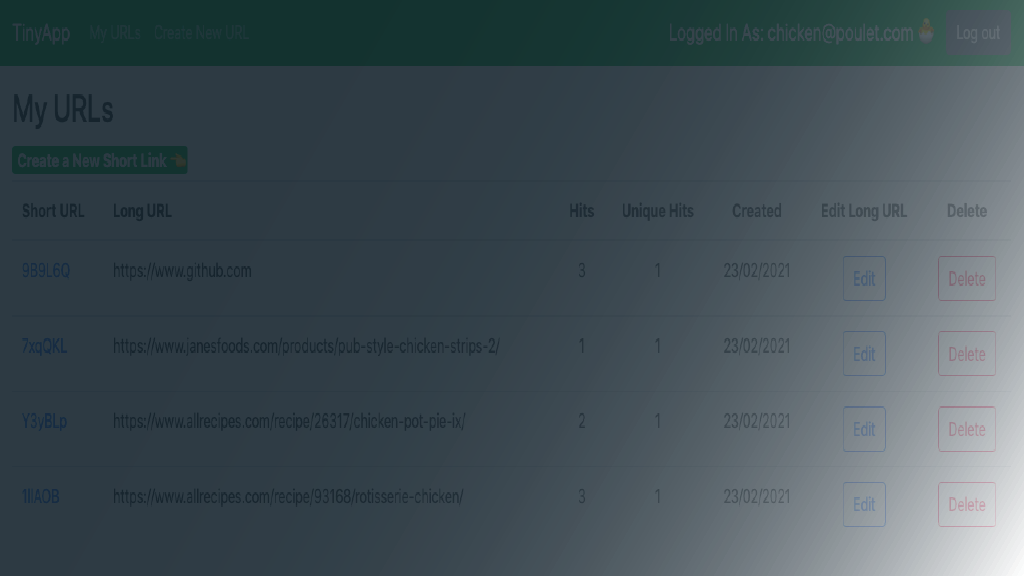 TinyApp My URLs Create New URL Logged In As: chicken@poulet.com Log out
My URLs
Create a New Short Link
Short URL Long URL Hits Unique Hits Created Edit Long URL Delete
9B9L6Q https://www.github.com 3 1 23/02/2021 Edit Delete
7xqQKL https://www.janesfoods.com/products/pub-style-chicken-strips-2/ 1 1 23/02/2021 Edit Delete
Y3yBLp https://www.allrecipes.com/recipe/26317/chicken-pot-pie-ix/ 2 1 23/02/2021 Edit Delete
https://www.allrecipes.com/recipe/93168/rotisserie-chicken/ 3 1 23/02/2021 Edit Delete